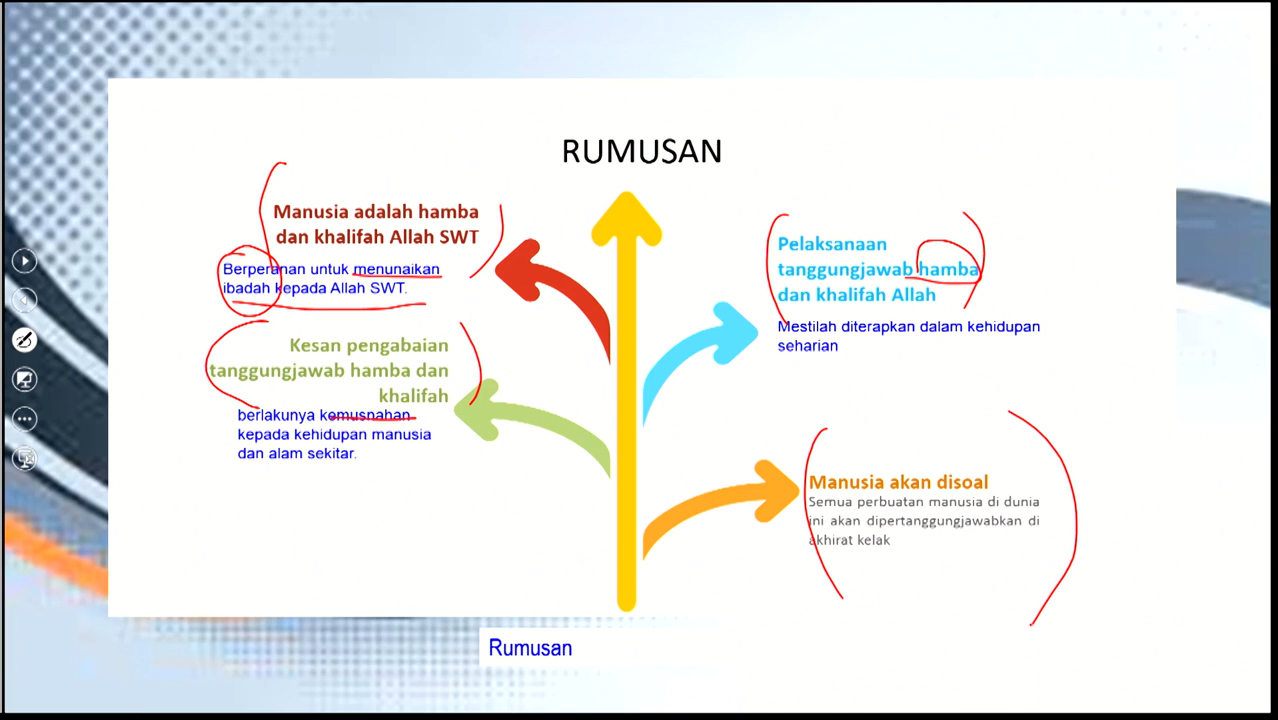 RUMUSAN
Manusia adalah hamba
dan khalifah Allah SWT
Berperanan untuk menunaikan
ibadah kepada Allah SWT.
Pelaksanaan
tanggungjawab hamba
dan khalifah Allah
Mestilah diterapkan dalam kehidupan
seharian
Kesan pengabaian
tanggungjawab hamba dan
khalifah
berlakunya kemusnahan
kepada kehidupan manusia
dan alam sekitar.
Manusia akan disoal
Semua perbuatan manusia di dunia
ini akan dipertanggungjawabkan di
akhirat kelak
Rumusan